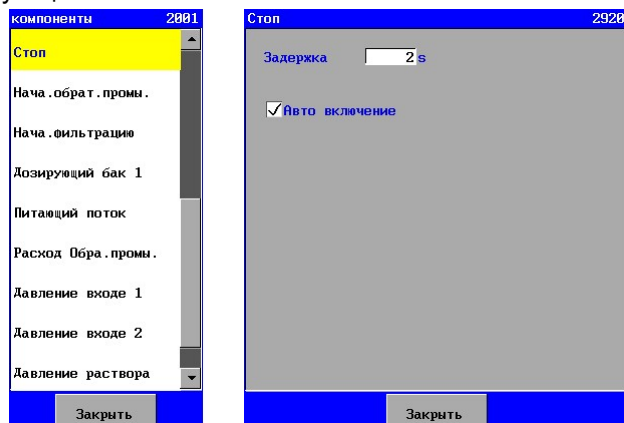 компоненты 2001
Стоп
Нача.обрат.промы.
Нача.фильтрацию
Дозирующий бак 1
Питающий поток
Расход Обра.промы.
Давление входе 1
Давление входе 2
Давление раствора
Закрыть
Стоп 2920
Задержка 2 s
Авто включение
Закрыть